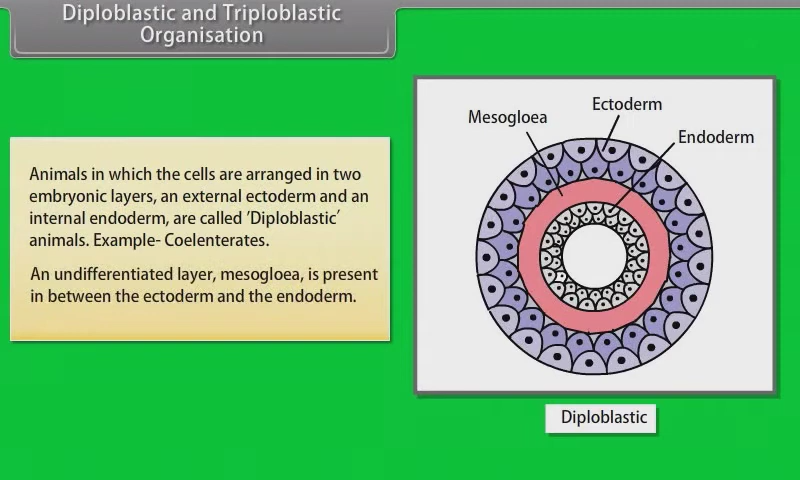 Diploblastic and Triploblastic
Organisation
Animals in which the cells are arranged in two
embryonic layers, an external ectoderm and an
internal endoderm, are called ‘Diploblastic’
animals. Example- Coelenterates.
An undifferentiated layer, mesogloea, is present
in between the ectoderm and the endoderm.
Mesogloea
Ectoderm
Endoderm
Diploblastic